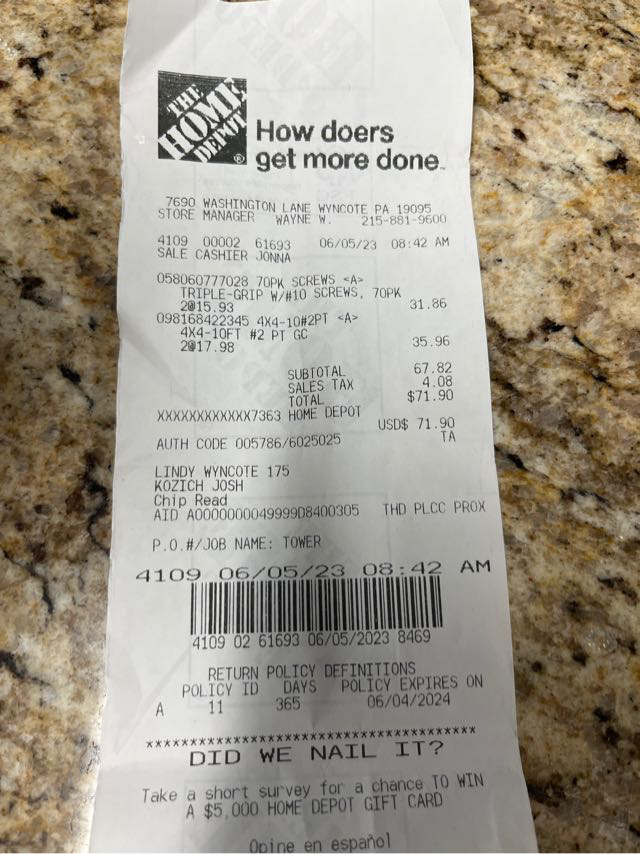 THE
HOME
DEPOT
®
How doers
get more done.
7690 WASHINGTON LANE WYNCOTE PA 19095
STORE MANAGER WAYNE W. 215-881-9600
4109 00002 61693 06/05/23 08:42 AM
SALE CASHIER JONNA
058060777028 70PK SCREWS <A>
TRIPLE-GRIP W/#10 SCREWS, 70PK
2@15.93 31.86
098168422345 4X4-10#2PT <A>
4X4-10FT #2 PT GC
2@17.98 35.96
SUBTOTAL 67.82
SALES TAX 4.08
TOTAL $71.90
XXXXXXXXXXXX7363 HOME DEPOT
USD$ 71.90
AUTH CODE 005786/6025025 TA
LINDY WYNCOTE 175
KOZICH JOSH
Chip Read
AID A0000000049999D8400305 THD PLCC PROX
P.O.#/JOB NAME: TOWER
4109 06/05/23 08:42 AM
4109 02 61693 06/05/2023 8469
RETURN POLICY DEFINITIONS
POLICY ID DAYS POLICY EXPIRES ON
A 11 365 06/04/2024
**************************************
DID WE NAIL IT?
Take a short survey for a chance TO WIN
A $5,000 HOME DEPOT GIFT CARD
Opine en español